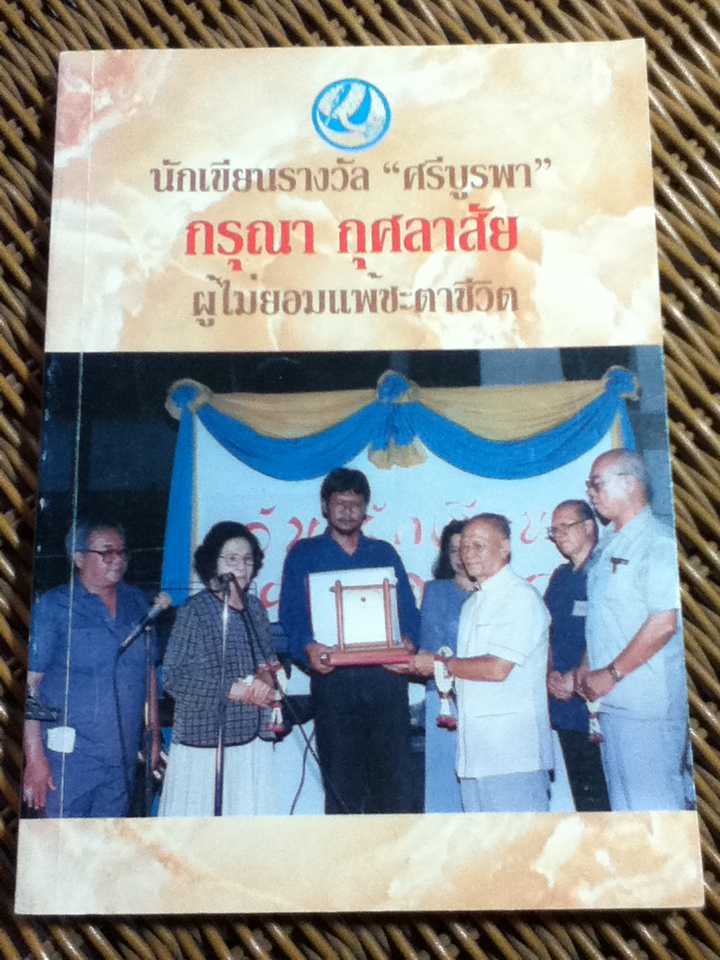 นักเขียนรางวัล “ศรีบูรพา”
กรุณา กุศลาสัย
ผู้ไม่ยอมแพ้ชะตาชีวิต